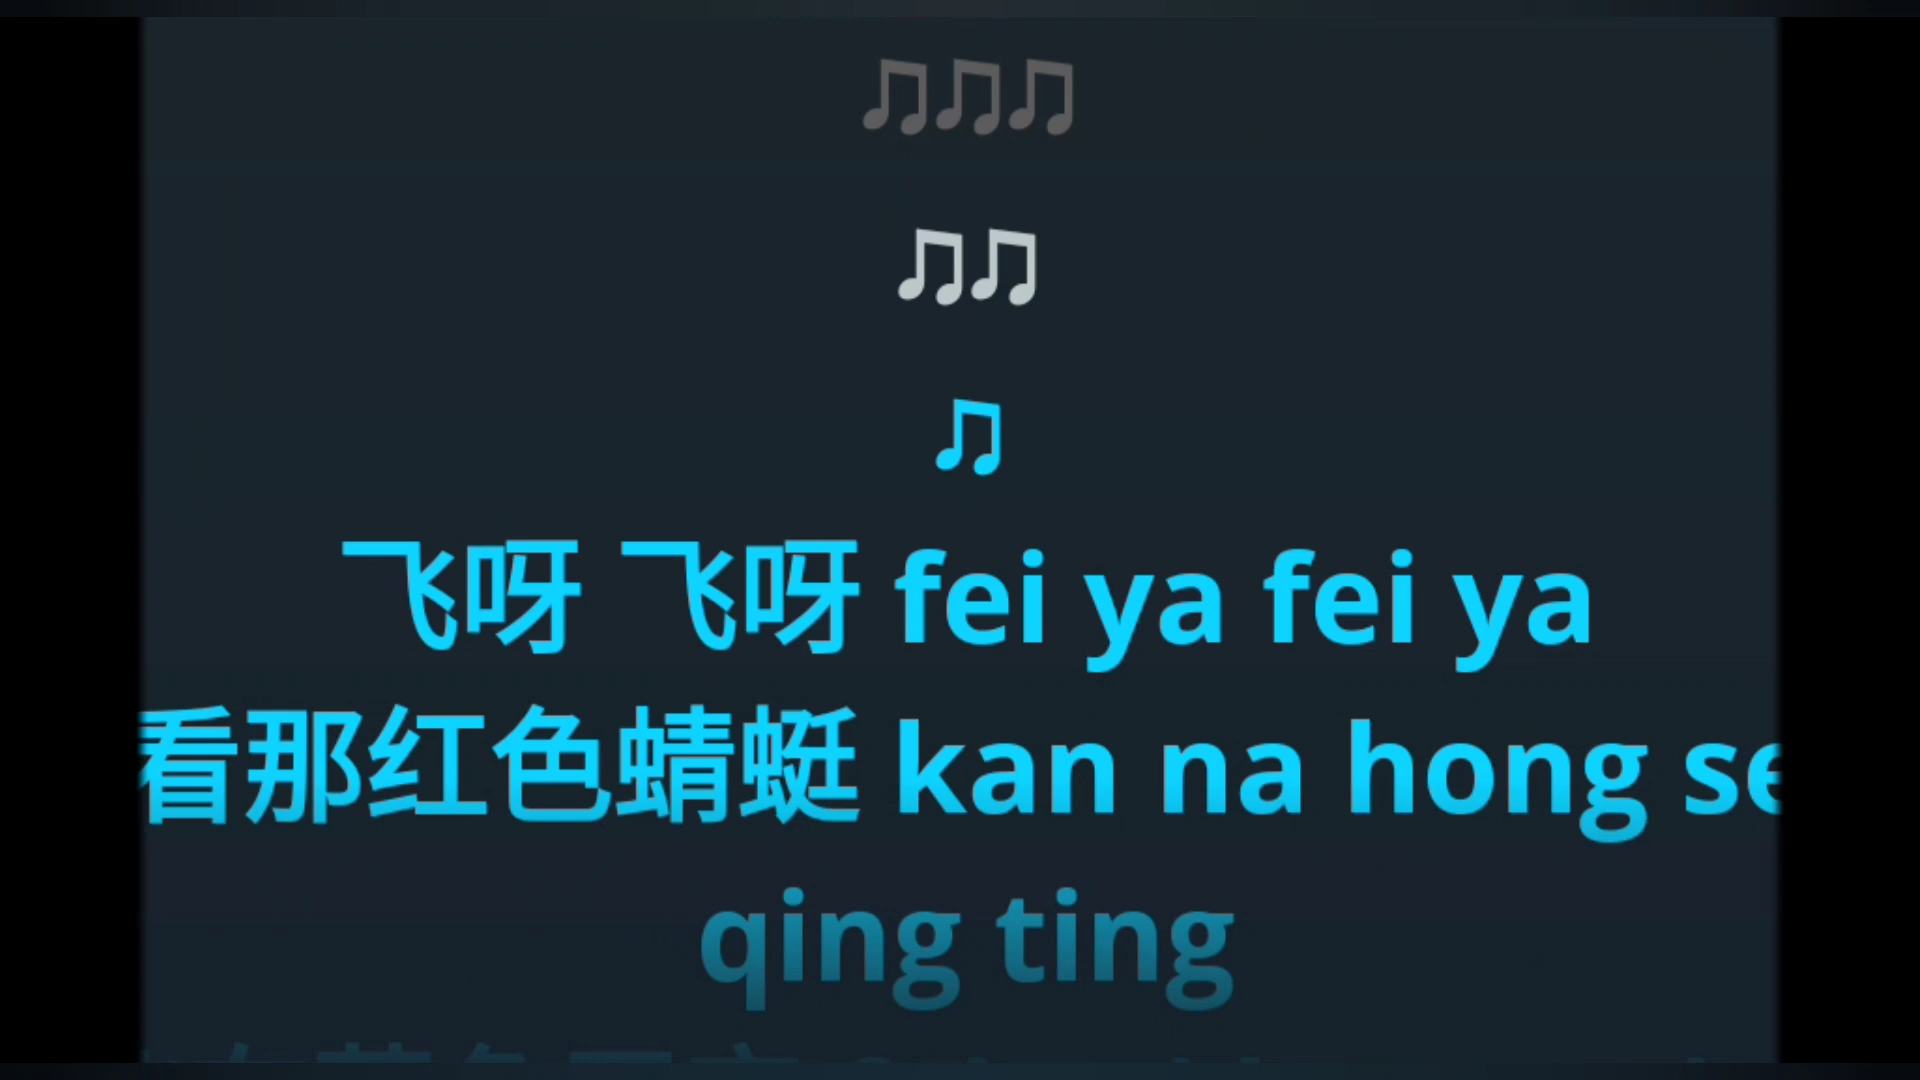 ♫♫♫
♫♫
♫
飞呀 飞呀 fei ya fei ya
看那红色蜻蜓 kan na hong se
qing ting